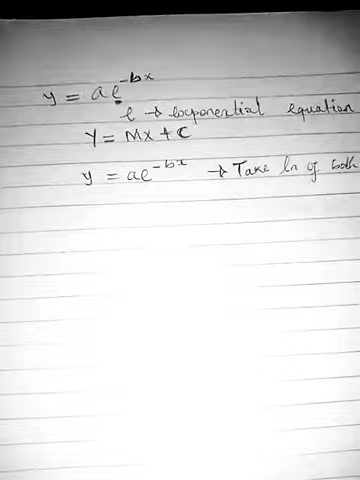 y = ae^-bx
e → exponential equation
Y = Mx + C
y = ae^-bx → Take ln of both